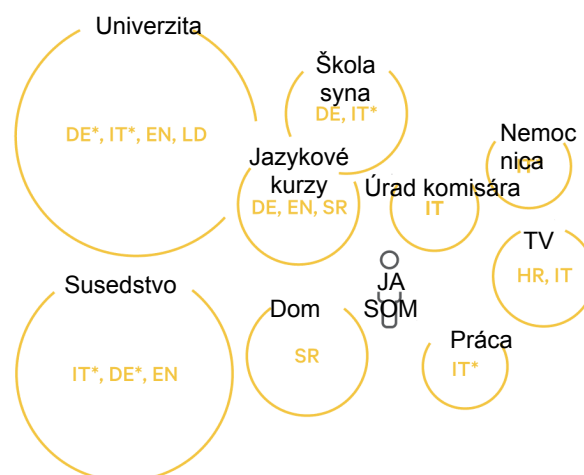 Univerzita
DE*, IT*, EN, LD
Škola
syna
DE, IT*
Jazykové
kurzy
DE, EN, SR
Úrad komisára
IT
Nemoc
nica
TV
HR, IT
JA
SOM
Susedstvo
IT*, DE*, EN
Dom
SR
Práca
IT*